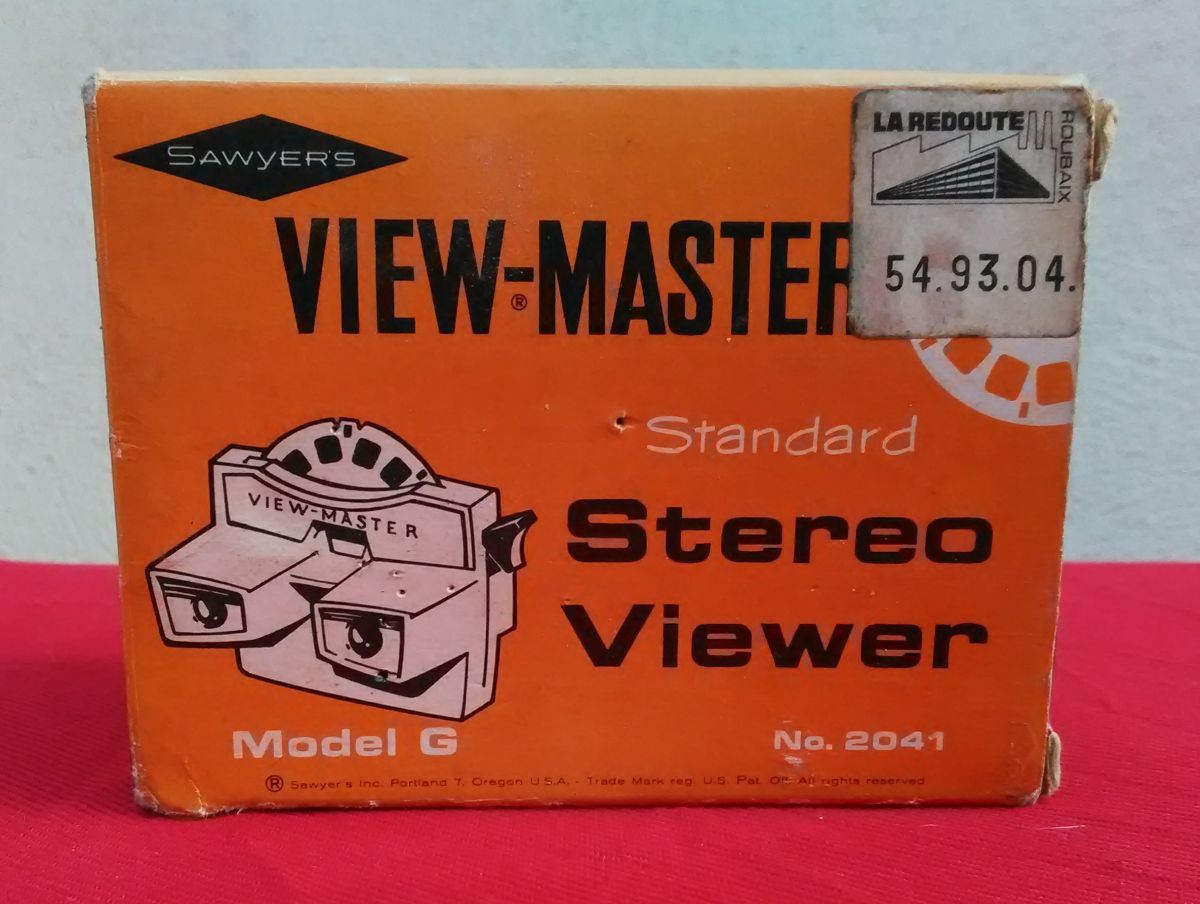 SAWYER'S
LA REDOUTE
ROUBAIX
54.93.04.
VIEW-MASTER
®
VIEW-MASTER
Standard
Stereo
Viewer
Model G
No. 2041
® Sawyer's Inc. Portland 7, Oregon U.S.A. - Trade Mark reg. U.S. Pat. Off. All rights reserved